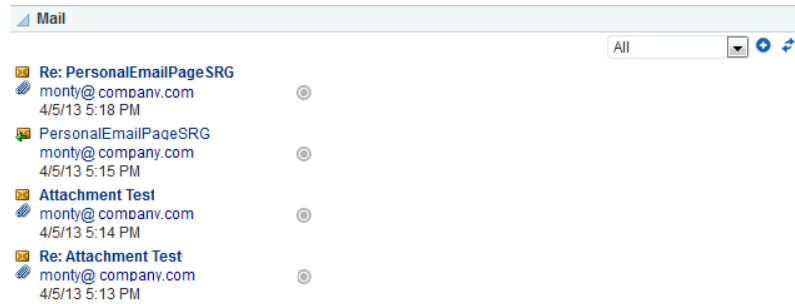 Mail
All
Re: PersonalEmailPageSRG
monty@company.com
4/5/13 5:18 PM
PersonalEmailPageSRG
monty@company.com
4/5/13 5:15 PM
Attachment Test
monty@company.com
4/5/13 5:14 PM
Re: Attachment Test
monty@company.com
4/5/13 5:13 PM